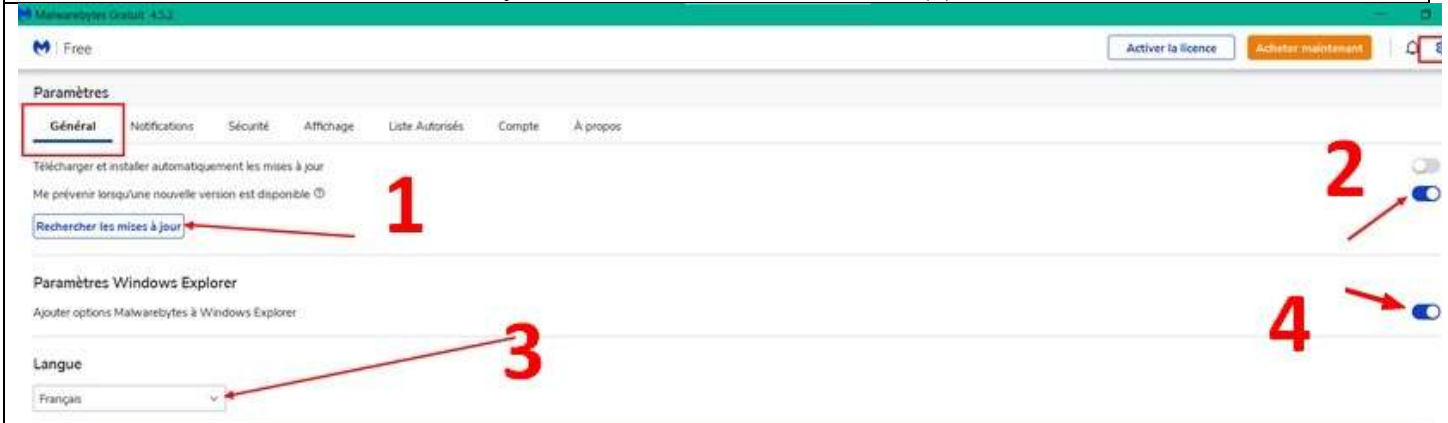 Malwarebytes Gratuit 4.5.2
Free
Activer la licence
Acheter maintenant
Paramètres
Général Notifications Sécurité Affichage Liste Autorisés Compte À propos
Télécharger et installer automatiquement les mises à jour
2
Me prévenir lorsqu'une nouvelle version est disponible
1
Rechercher les mises à jour
Paramètres Windows Explorer
Ajouter options Malwarebytes à Windows Explorer
4
3
Langue
Français